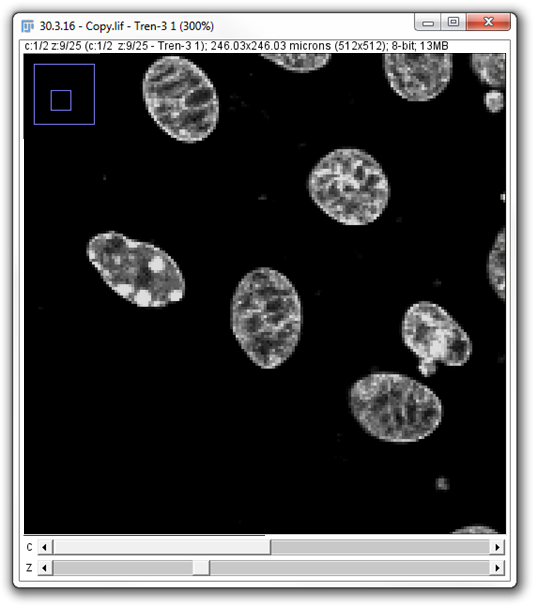 30.3.16 - Copy.lif - Tren-3 1 (300%)
c:1/2 z:9/25 (c:1/2 z:9/25 - Tren-3 1); 246.03x246.03 microns (512x512); 8-bit; 13MB
C
Z